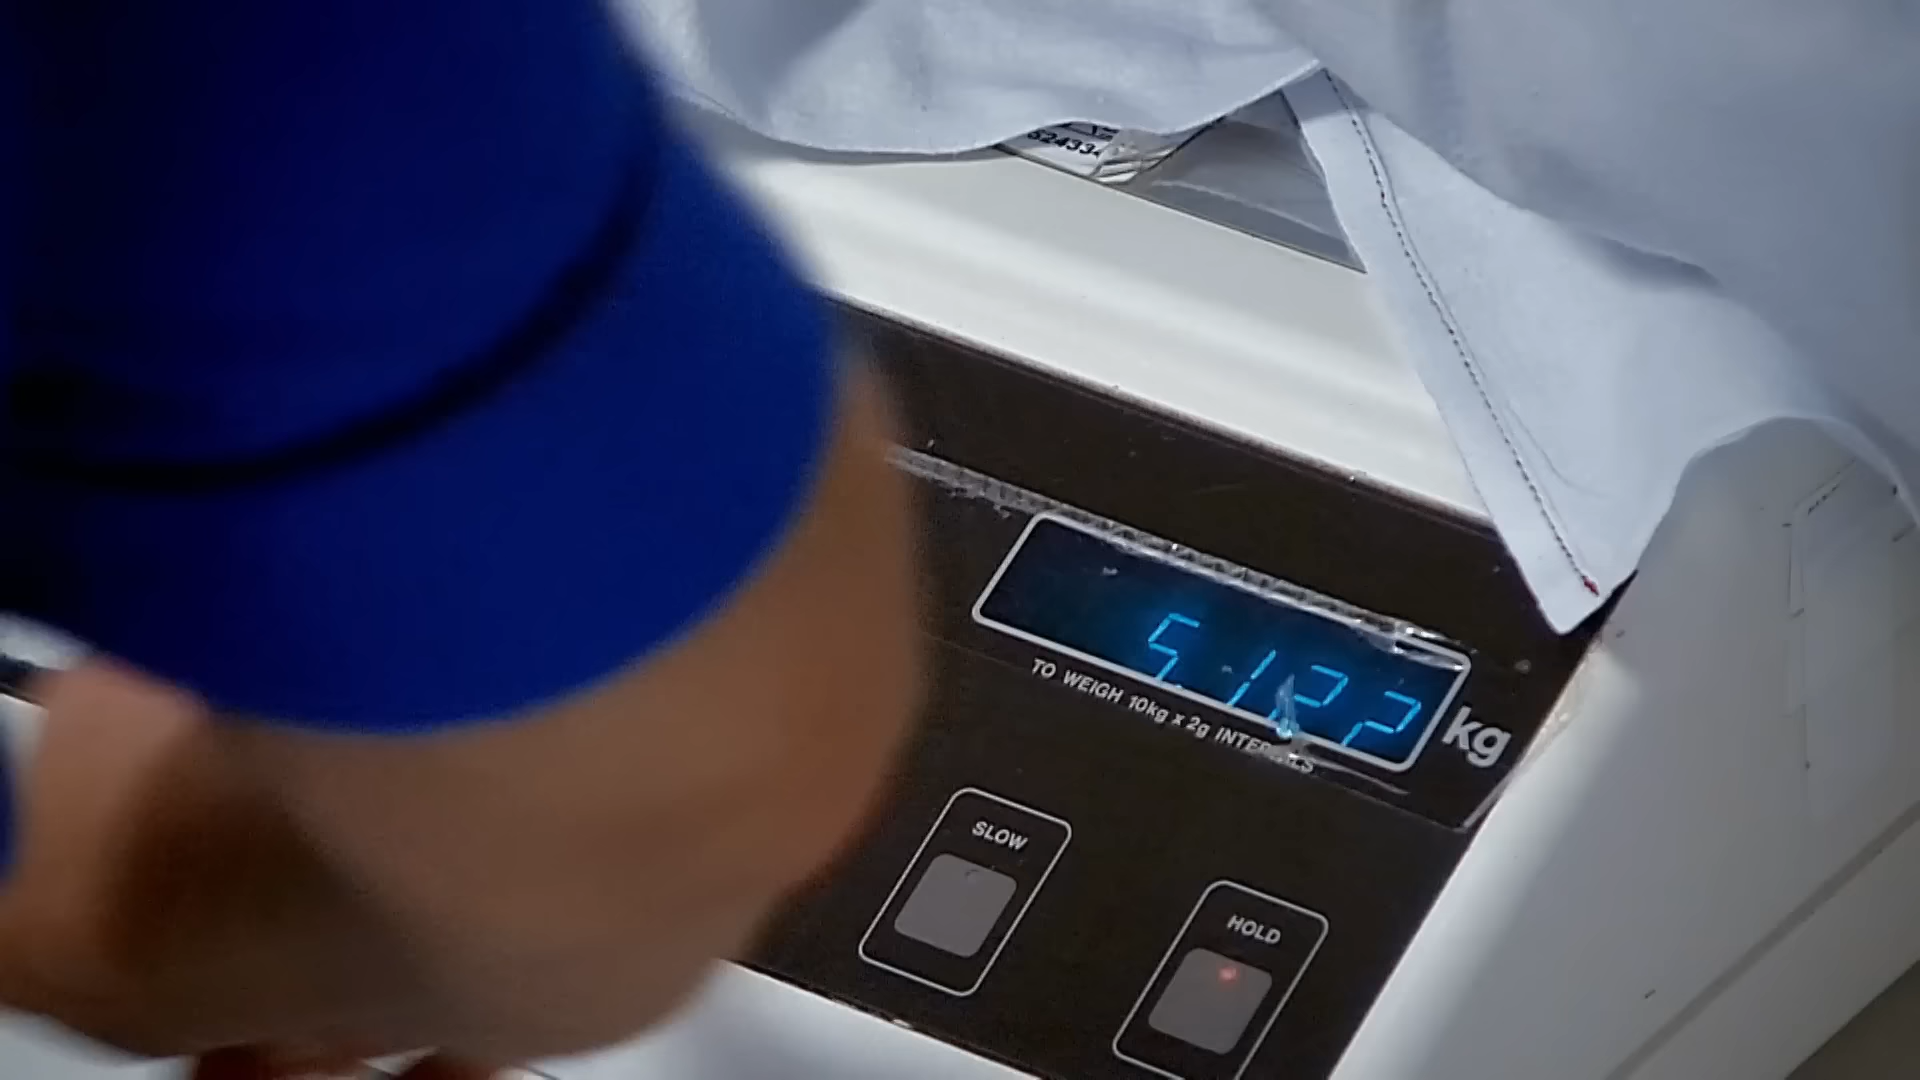 5.122
kg
TO WEIGH 10kg x 2g INTERVALS
SLOW
HOLD